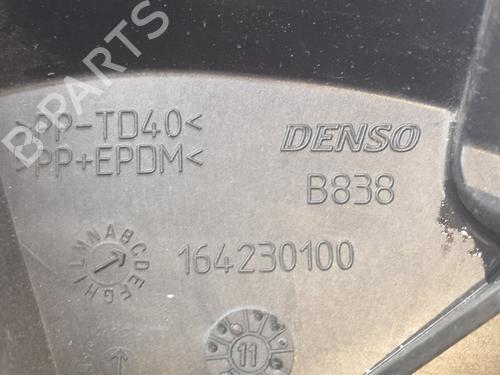 B-PARTS
>PP-TD40<
>PP+EPDM<
DENSO
B838
LMNABCDEFGHI
164230100
11